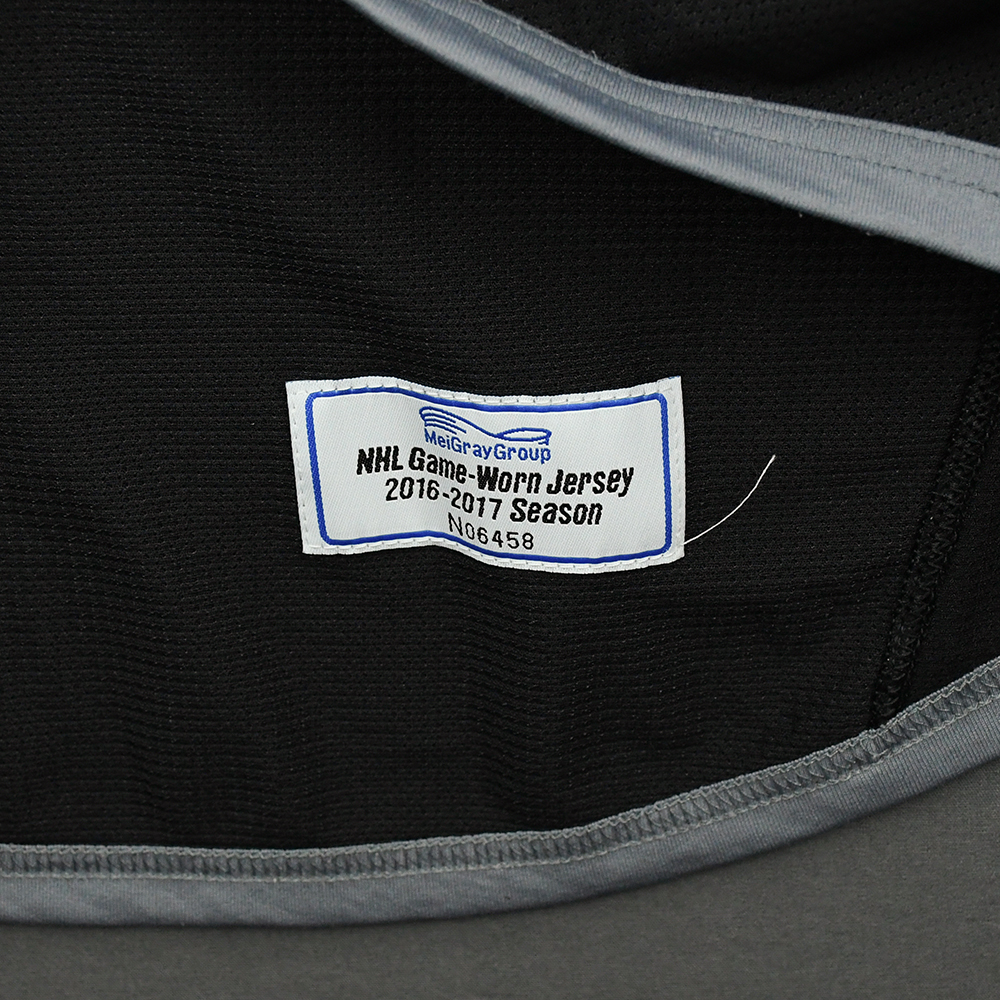 MeiGrayGroup
NHL Game-Worn Jersey
2016-2017 Season
N06458